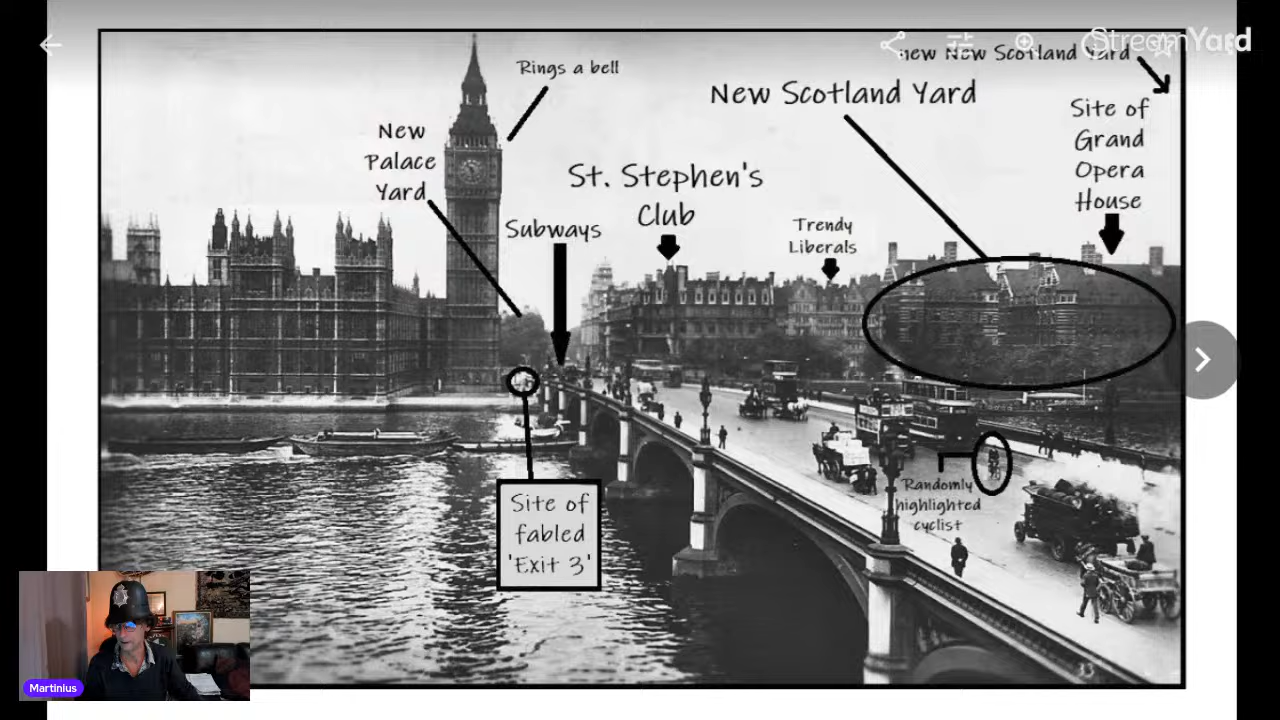 StreamYard
new New Scotland Yard
Rings a bell
New Scotland Yard
Site of
Grand
Opera
House
New
Palace
Yard
St. Stephen's
Club
Subways
Trendy
Liberals
Randomly
highlighted
cyclist
Site of
fabled
'Exit 3'
33
Martinius